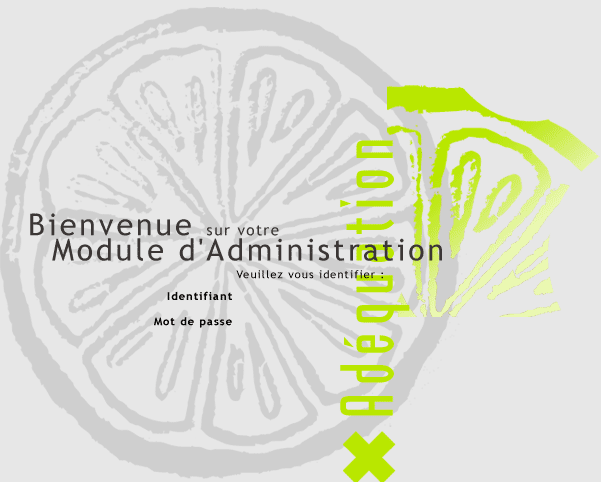 Bienvenue sur votre
Module d'Administration
Veuillez vous identifier :
Identifiant
Mot de passe
Adéquation